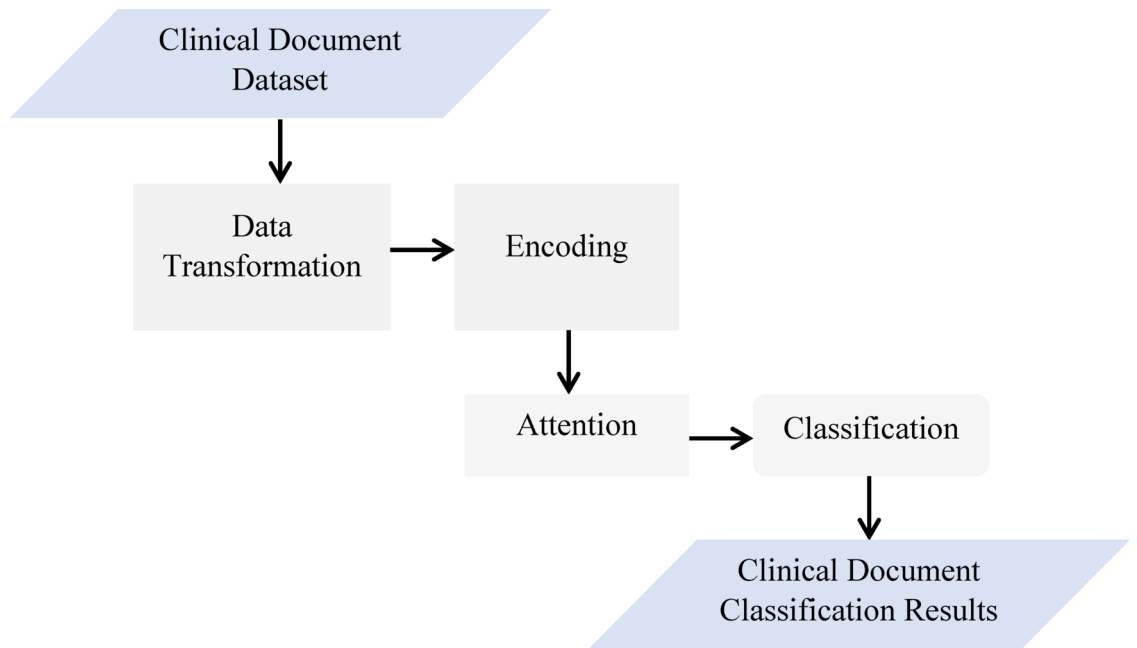 Clinical Document
Dataset
Data
Transformation
Encoding
Attention
Classification
Clinical Document
Classification Results